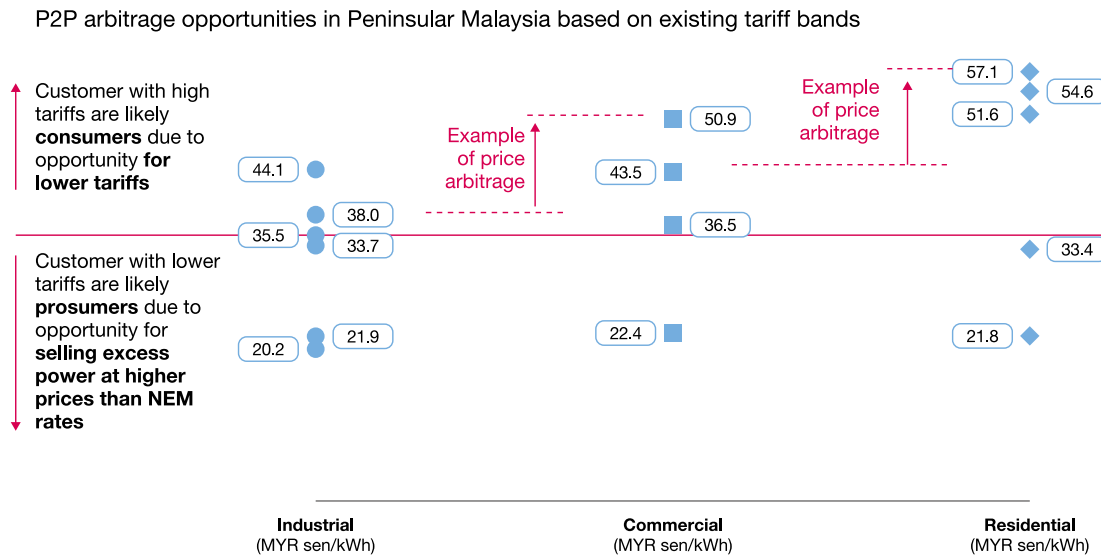 P2P arbitrage opportunities in Peninsular Malaysia based on existing tariff bands
Customer with high
tariffs are likely
consumers due to
opportunity for
lower tariffs
Customer with lower
tariffs are likely
prosumers due to
opportunity for
selling excess
power at higher
prices than NEM
rates
44.1
38.0
35.5
33.7
21.9
20.2
Example
of price
arbitrage
50.9
43.5
36.5
22.4
Example
of price
arbitrage
57.1
54.6
51.6
33.4
21.8
Industrial
(MYR sen/kWh)
Commercial
(MYR sen/kWh)
Residential
(MYR sen/kWh)